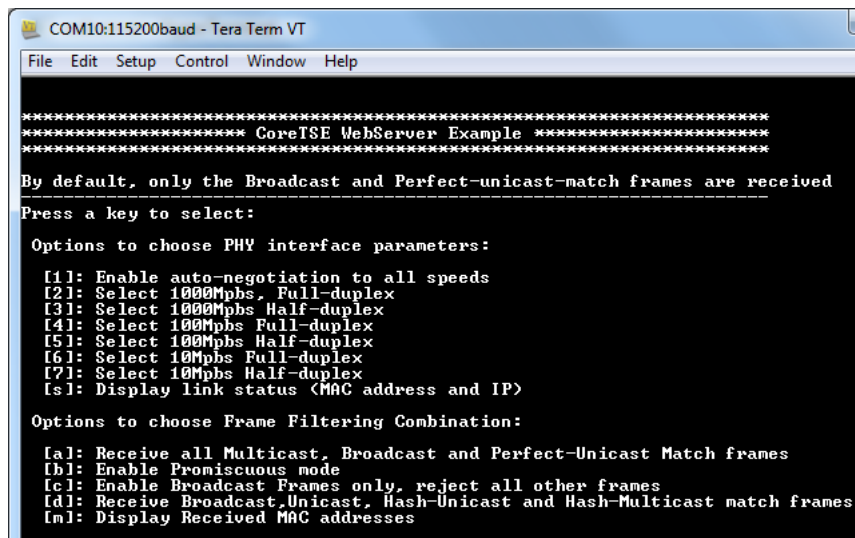 COM10:115200baud - Tera Term VT
File Edit Setup Control Window Help
***********************************************************************
********************* CoreTSE WebServer Example **********************
***********************************************************************
By default, only the Broadcast and Perfect-unicast-match frames are received
-----------------------------------------------------------------------
Press a key to select:
Options to choose PHY interface parameters:
[1]: Enable auto-negotiation to all speeds
[2]: Select 1000Mpbs, Full-duplex
[3]: Select 1000Mpbs Half-duplex
[4]: Select 100Mpbs Full-duplex
[5]: Select 100Mpbs Half-duplex
[6]: Select 10Mpbs Full-duplex
[7]: Select 10Mpbs Half-duplex
[s]: Display link status (MAC address and IP)
Options to choose Frame Filtering Combination:
[a]: Receive all Multicast, Broadcast and Perfect-Unicast Match frames
[b]: Enable Promiscuous mode
[c]: Enable Broadcast Frames only, reject all other frames
[d]: Receive Broadcast,Unicast, Hash-Unicast and Hash-Multicast match frames
[m]: Display Received MAC addresses